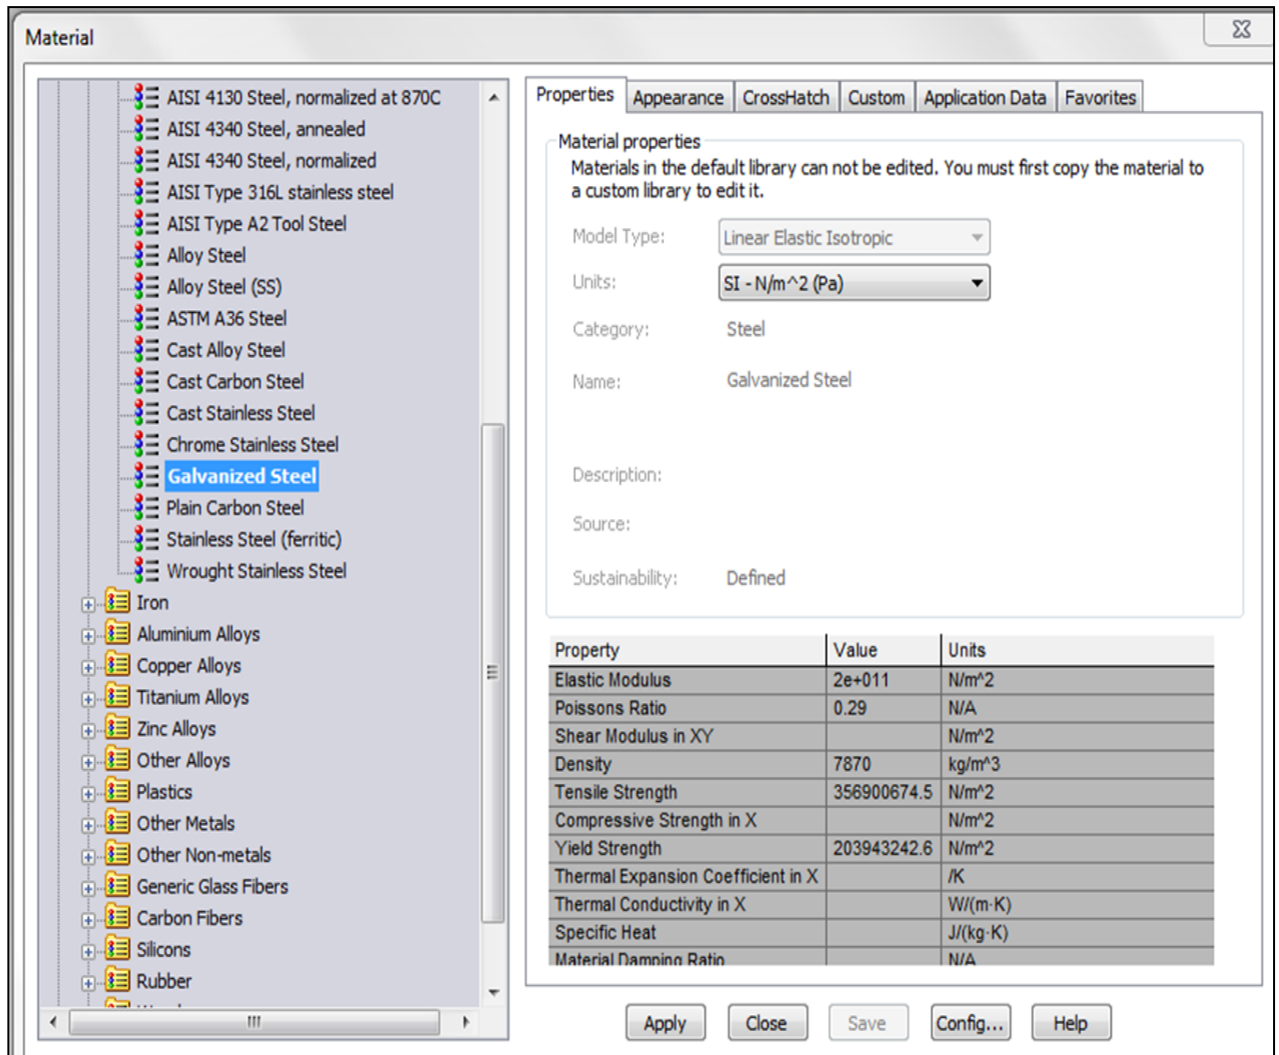 Material
AISI 4130 Steel, normalized at 870C
AISI 4340 Steel, annealed
AISI 4340 Steel, normalized
AISI Type 316L stainless steel
AISI Type A2 Tool Steel
Alloy Steel
Alloy Steel (SS)
ASTM A36 Steel
Cast Alloy Steel
Cast Carbon Steel
Cast Stainless Steel
Chrome Stainless Steel
Galvanized Steel
Plain Carbon Steel
Stainless Steel (ferritic)
Wrought Stainless Steel
Iron
Aluminium Alloys
Copper Alloys
Titanium Alloys
Zinc Alloys
Other Alloys
Plastics
Other Metals
Other Non-metals
Generic Glass Fibers
Carbon Fibers
Silicons
Rubber
Properties Appearance CrossHatch Custom Application Data Favorites
Material properties
Materials in the default library can not be edited. You must first copy the material to
a custom library to edit it.
Model Type: Linear Elastic Isotropic
Units: SI - N/m^2 (Pa)
Category: Steel
Name: Galvanized Steel
Description:
Source:
Sustainability: Defined
Property Value Units
Elastic Modulus 2e+011 N/m^2
Poissons Ratio 0.29 N/A
Shear Modulus in XY N/m^2
Density 7870 kg/m^3
Tensile Strength 356900674.5 N/m^2
Compressive Strength in X N/m^2
Yield Strength 203943242.6 N/m^2
Thermal Expansion Coefficient in X /K
Thermal Conductivity in X W/(m·K)
Specific Heat J/(kg·K)
Material Damping Ratio N/A
Apply Close Save Config... Help